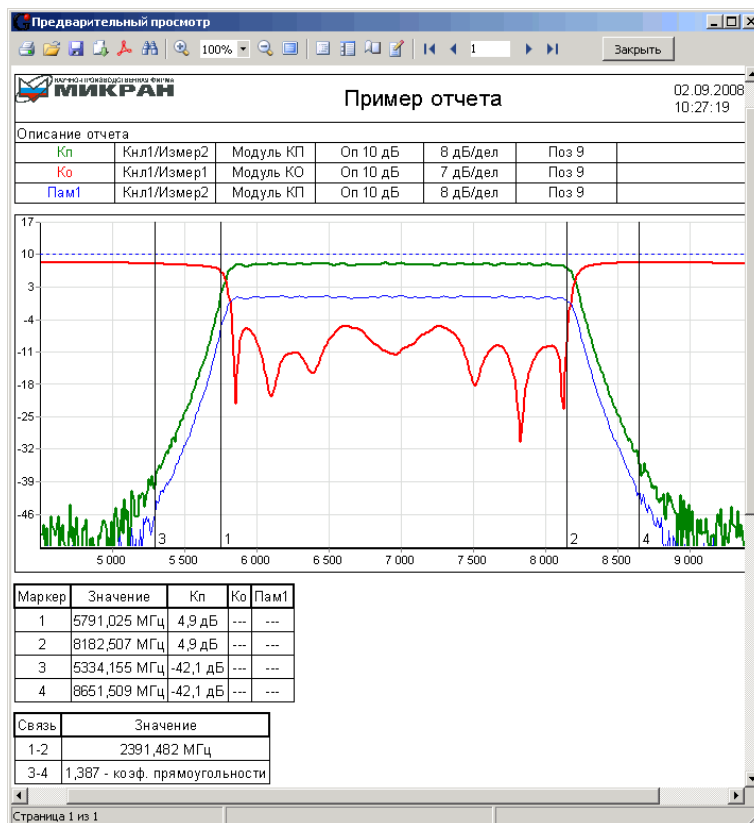 Предварительный просмотр
100%
1
Закрыть
НАУЧНО-ПРОИЗВОДСТВЕННАЯ ФИРМА
МИКРАН
Пример отчета
02.09.2008
10:27:19
Описание отчета
Кп Кнл1/Измер2 Модуль КП Оп 10 дБ 8 дБ/дел Поз 9
Ко Кнл1/Измер1 Модуль КО Оп 10 дБ 7 дБ/дел Поз 9
Пам1 Кнл1/Измер2 Модуль КП Оп 10 дБ 8 дБ/дел Поз 9
17
10
3
-4
-11
-18
-25
-32
-39
-46
3 1 2 4
5 000 5 500 6 000 6 500 7 000 7 500 8 000 8 500 9 000
Маркер Значение Кп Ко Пам1
1 5791,025 МГц 4,9 дБ --- ---
2 8182,507 МГц 4,9 дБ --- ---
3 5334,155 МГц -42,1 дБ --- ---
4 8651,509 МГц -42,1 дБ --- ---
Связь Значение
1-2 2391,482 МГц
3-4 1,387 - коэф. прямоугольности
Страница 1 из 1